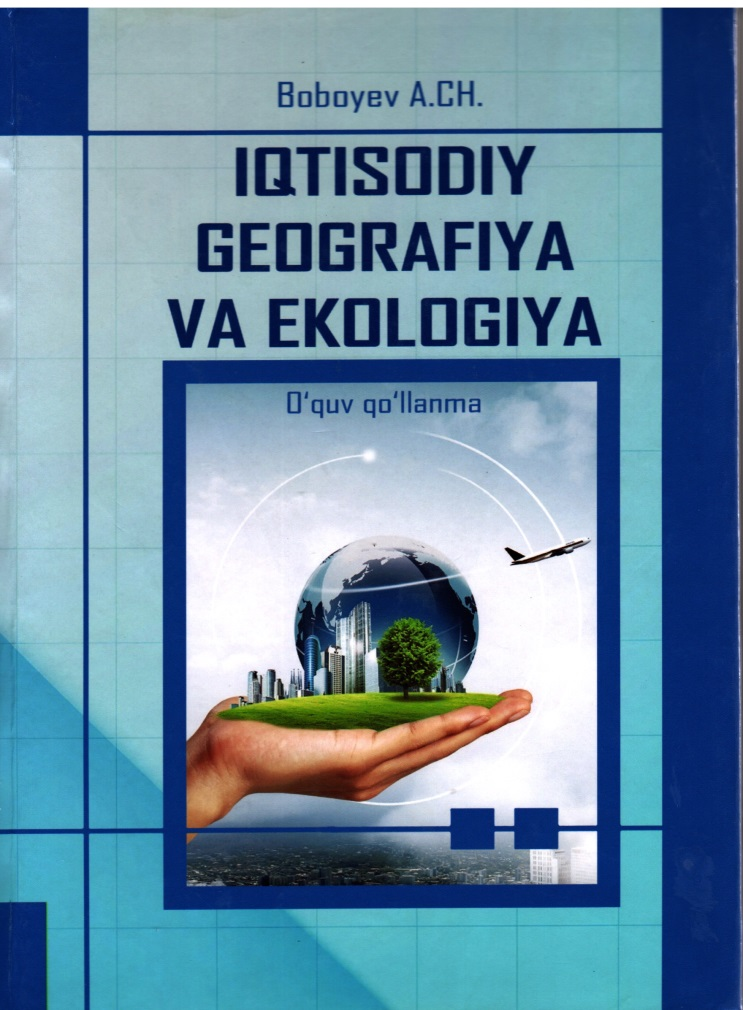 Boboyev A.CH.
IQTISODIY
GEOGRAFIYA
VA EKOLOGIYA
O‘quv qo‘llanma